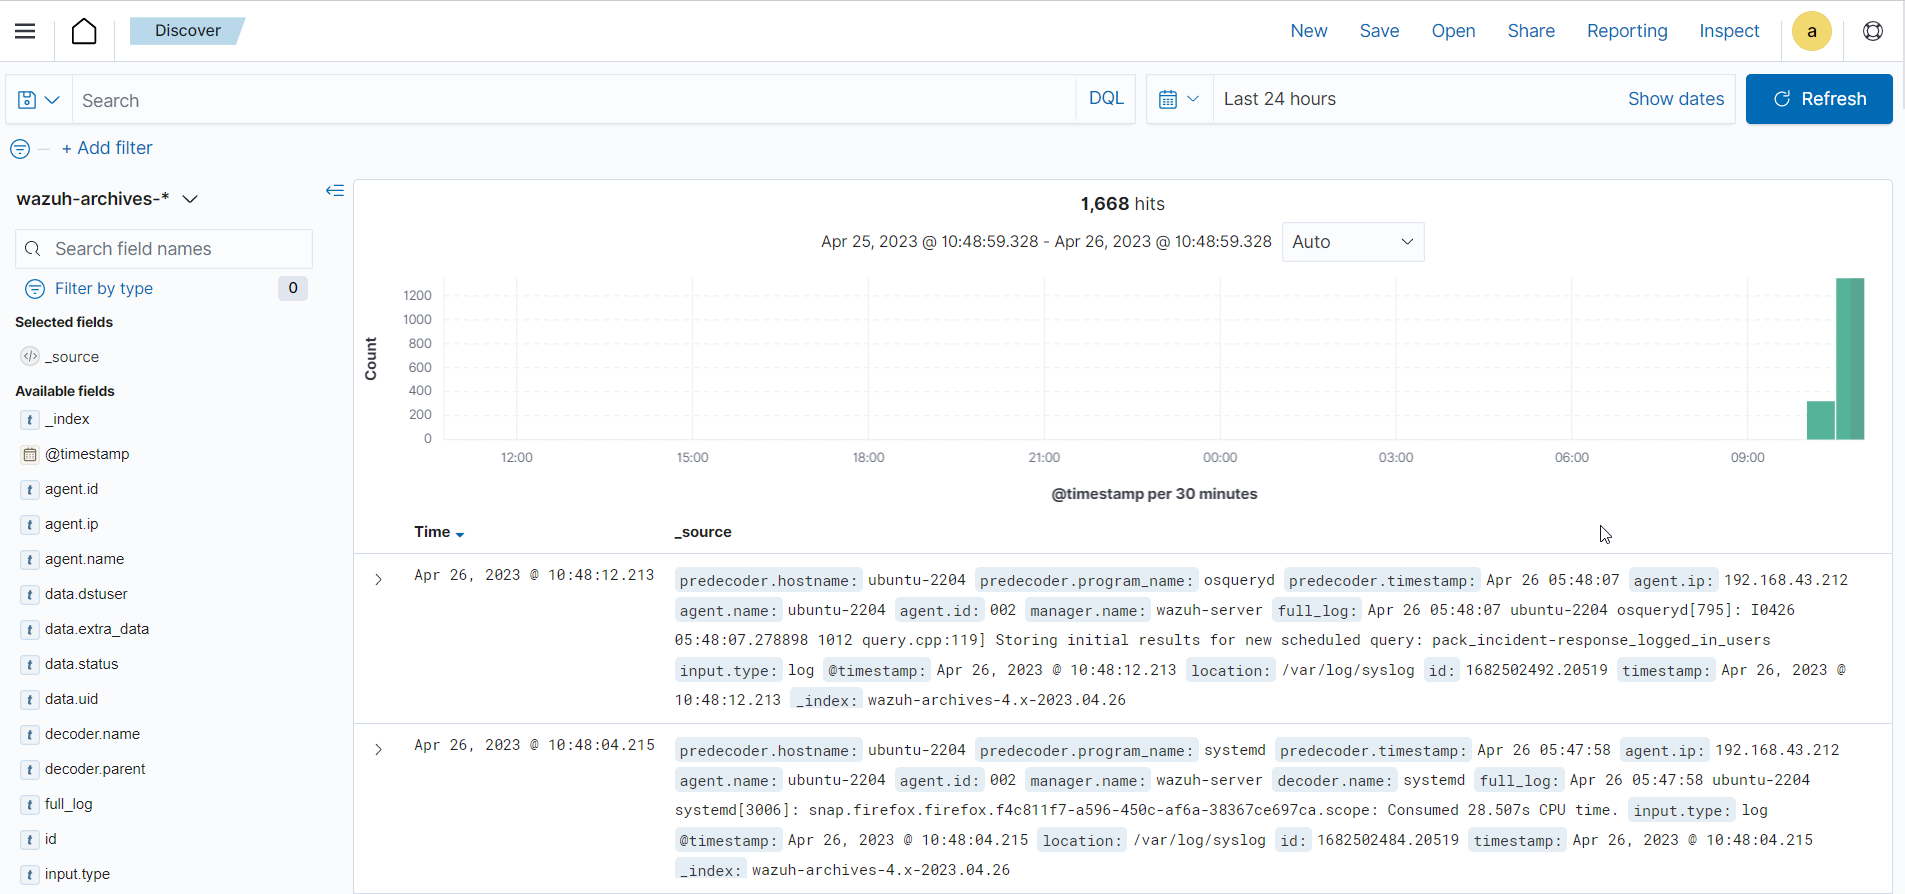 Discover
New Save Open Share Reporting Inspect a
Search DQL Last 24 hours Show dates Refresh
+ Add filter
wazuh-archives-*
Search field names
Filter by type 0
Selected fields
_source
Available fields
t _index
@timestamp
t agent.id
t agent.ip
t agent.name
t data.dstuser
t data.extra_data
t data.status
t data.uid
t decoder.name
t decoder.parent
t full_log
t id
t input.type
1,668 hits
Apr 25, 2023 @ 10:48:59.328 - Apr 26, 2023 @ 10:48:59.328 Auto
Count
1200
1000
800
600
400
200
0
12:00 15:00 18:00 21:00 00:00 03:00 06:00 09:00
@timestamp per 30 minutes
Time _source
Apr 26, 2023 @ 10:48:12.213 predecoder.hostname: ubuntu-2204 predecoder.program_name: osqueryd predecoder.timestamp: Apr 26 05:48:07 agent.ip: 192.168.43.212
agent.name: ubuntu-2204 agent.id: 002 manager.name: wazuh-server full_log: Apr 26 05:48:07 ubuntu-2204 osqueryd[795]: I0426
05:48:07.278898 1012 query.cpp:119] Storing initial results for new scheduled query: pack_incident-response_logged_in_users
input.type: log @timestamp: Apr 26, 2023 @ 10:48:12.213 location: /var/log/syslog id: 1682502492.20519 timestamp: Apr 26, 2023 @
10:48:12.213 _index: wazuh-archives-4.x-2023.04.26
Apr 26, 2023 @ 10:48:04.215 predecoder.hostname: ubuntu-2204 predecoder.program_name: systemd predecoder.timestamp: Apr 26 05:47:58 agent.ip: 192.168.43.212
agent.name: ubuntu-2204 agent.id: 002 manager.name: wazuh-server decoder.name: systemd full_log: Apr 26 05:47:58 ubuntu-2204
systemd[3006]: snap.firefox.firefox.f4c811f7-a596-450c-af6a-38367ce697ca.scope: Consumed 28.507s CPU time. input.type: log
@timestamp: Apr 26, 2023 @ 10:48:04.215 location: /var/log/syslog id: 1682502484.20519 timestamp: Apr 26, 2023 @ 10:48:04.215
_index: wazuh-archives-4.x-2023.04.26